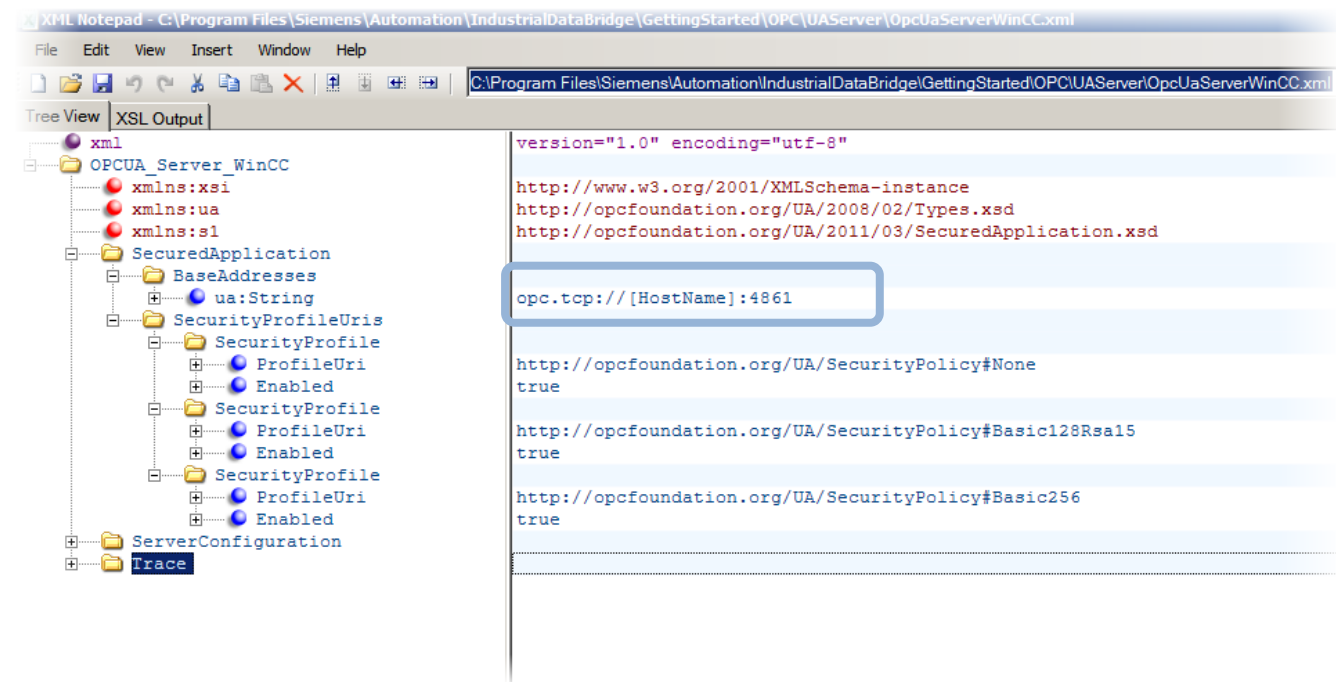 XML Notepad - C:\Program Files\Siemens\Automation\IndustrialDataBridge\GettingStarted\OPC\UAServer\OpcUaServerWinCC.xml
File Edit View Insert Window Help
C:\Program Files\Siemens\Automation\IndustrialDataBridge\GettingStarted\OPC\UAServer\OpcUaServerWinCC.xml
Tree View XSL Output
xml version="1.0" encoding="utf-8"
OPCUA_Server_WinCC
xmlns:xsi http://www.w3.org/2001/XMLSchema-instance
xmlns:ua http://opcfoundation.org/UA/2008/02/Types.xsd
xmlns:s1 http://opcfoundation.org/UA/2011/03/SecuredApplication.xsd
SecuredApplication
BaseAddresses
ua:String opc.tcp://[HostName]:4861
SecurityProfileUris
SecurityProfile
ProfileUri http://opcfoundation.org/UA/SecurityPolicy#None
Enabled true
SecurityProfile
ProfileUri http://opcfoundation.org/UA/SecurityPolicy#Basic128Rsa15
Enabled true
SecurityProfile
ProfileUri http://opcfoundation.org/UA/SecurityPolicy#Basic256
Enabled true
ServerConfiguration
Trace